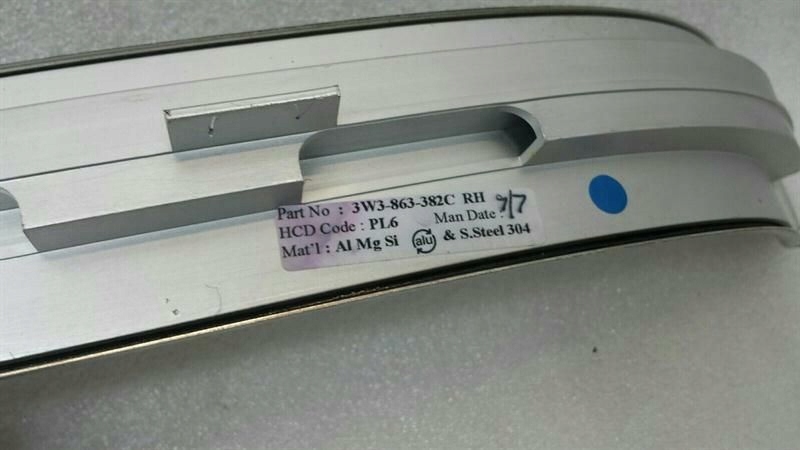 Part No : 3W3-863-382C RH
HCD Code : PL6 Man Date : 9/7
Mat'l : Al Mg Si alu & S.Steel 304